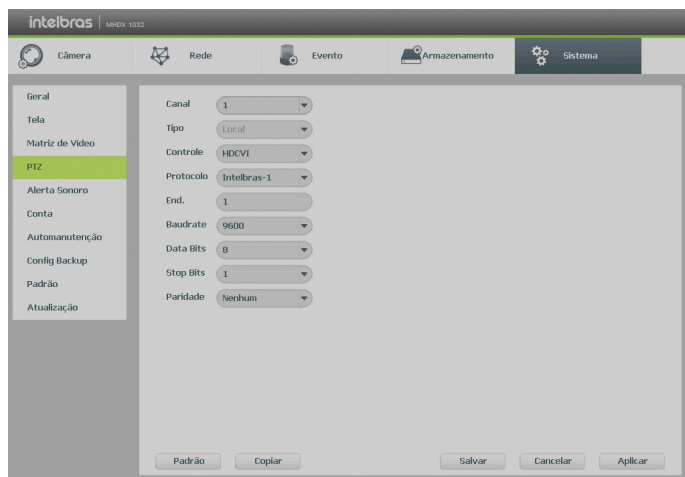 intelbras | MHDX 1032
Câmera Rede Evento Armazenamento Sistema
Geral
Tela
Matriz de Vídeo
PTZ
Alerta Sonoro
Conta
Automanutenção
Config Backup
Padrão
Atualização
Canal 1
Tipo Local
Controle HDCVI
Protocolo Intelbras-1
End. 1
Baudrate 9600
Data Bits 8
Stop Bits 1
Paridade Nenhum
Padrão Copiar Salvar Cancelar Aplicar